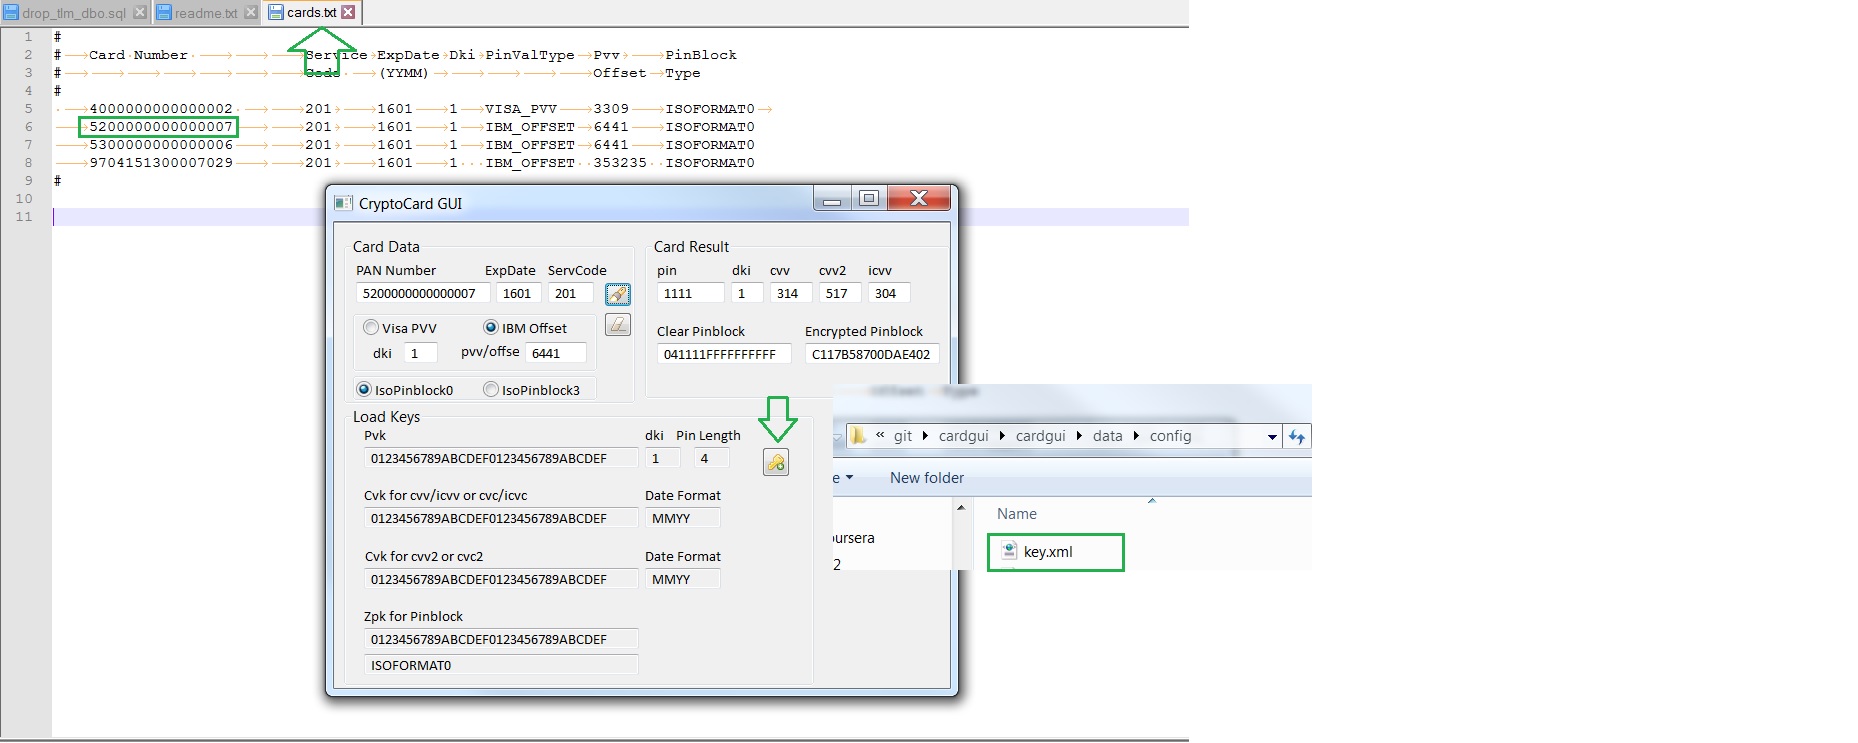 drop_tlm_dbo.sql readme.txt cards.txt
1 #
2 # Card Number Service ExpDate Dki PinValType Pvv PinBlock
3 # Code (YYMM) Offset Type
4 #
5 4000000000000002 201 1601 1 VISA_PVV 3309 ISOFORMAT0
6 5200000000000007 201 1601 1 IBM_OFFSET 6441 ISOFORMAT0
7 5300000000000006 201 1601 1 IBM_OFFSET 6441 ISOFORMAT0
8 9704151300007029 201 1601 1 IBM_OFFSET 353235 ISOFORMAT0
9 #
10
11
CryptoCard GUI
Card Data
PAN Number ExpDate ServCode
5200000000000007 1601 201
Visa PVV IBM Offset
dki 1 pvv/offse 6441
IsoPinblock0 IsoPinblock3
Card Result
pin dki cvv cvv2 icvv
1111 1 314 517 304
Clear Pinblock Encrypted Pinblock
041111FFFFFFFFFF C117B58700DAE402
Load Keys
Pvk dki Pin Length
0123456789ABCDEF0123456789ABCDEF 1 4
Cvk for cvv/icvv or cvc/icvc Date Format
0123456789ABCDEF0123456789ABCDEF MMYY
Cvk for cvv2 or cvc2 Date Format
0123456789ABCDEF0123456789ABCDEF MMYY
Zpk for Pinblock
0123456789ABCDEF0123456789ABCDEF
ISOFORMAT0
Offset Type
« git cardgui cardgui data config
e New folder
Name
oursera
key.xml
2